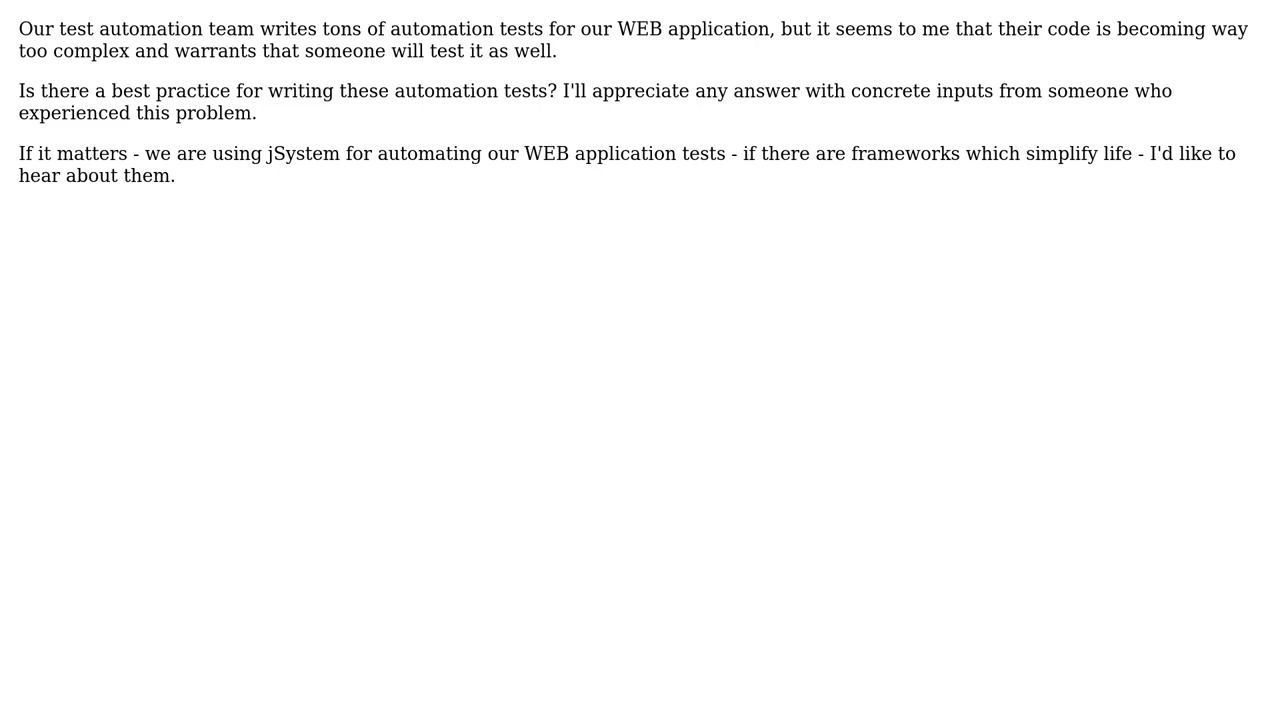 Our test automation team writes tons of automation tests for our WEB application, but it seems to me that their code is becoming way
too complex and warrants that someone will test it as well.
Is there a best practice for writing these automation tests? I'll appreciate any answer with concrete inputs from someone who
experienced this problem.
If it matters - we are using jSystem for automating our WEB application tests - if there are frameworks which simplify life - I'd like to
hear about them.